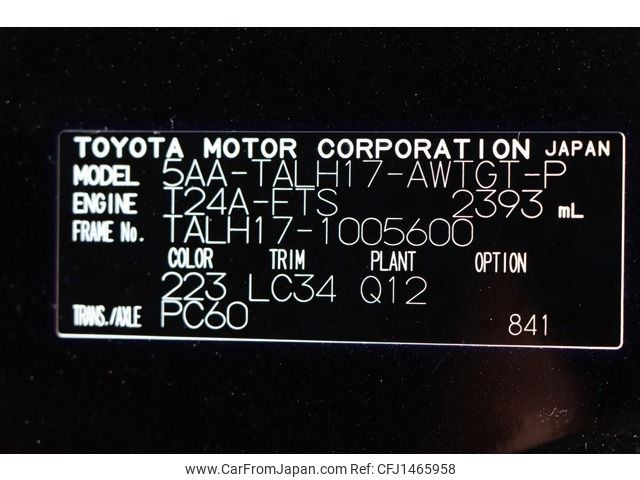 TOYOTA MOTOR CORPORATION JAPAN
MODEL 5AA-TALH17-AWTGT-P
ENGINE T24A-FTS 2393 mL
FRAME No. TALH17-1005600
COLOR TRIM PLANT OPTION
223 LC34 Q12
TRANS./AXLE PC60 841
© www.CarFromJapan.com - CFJ1465958